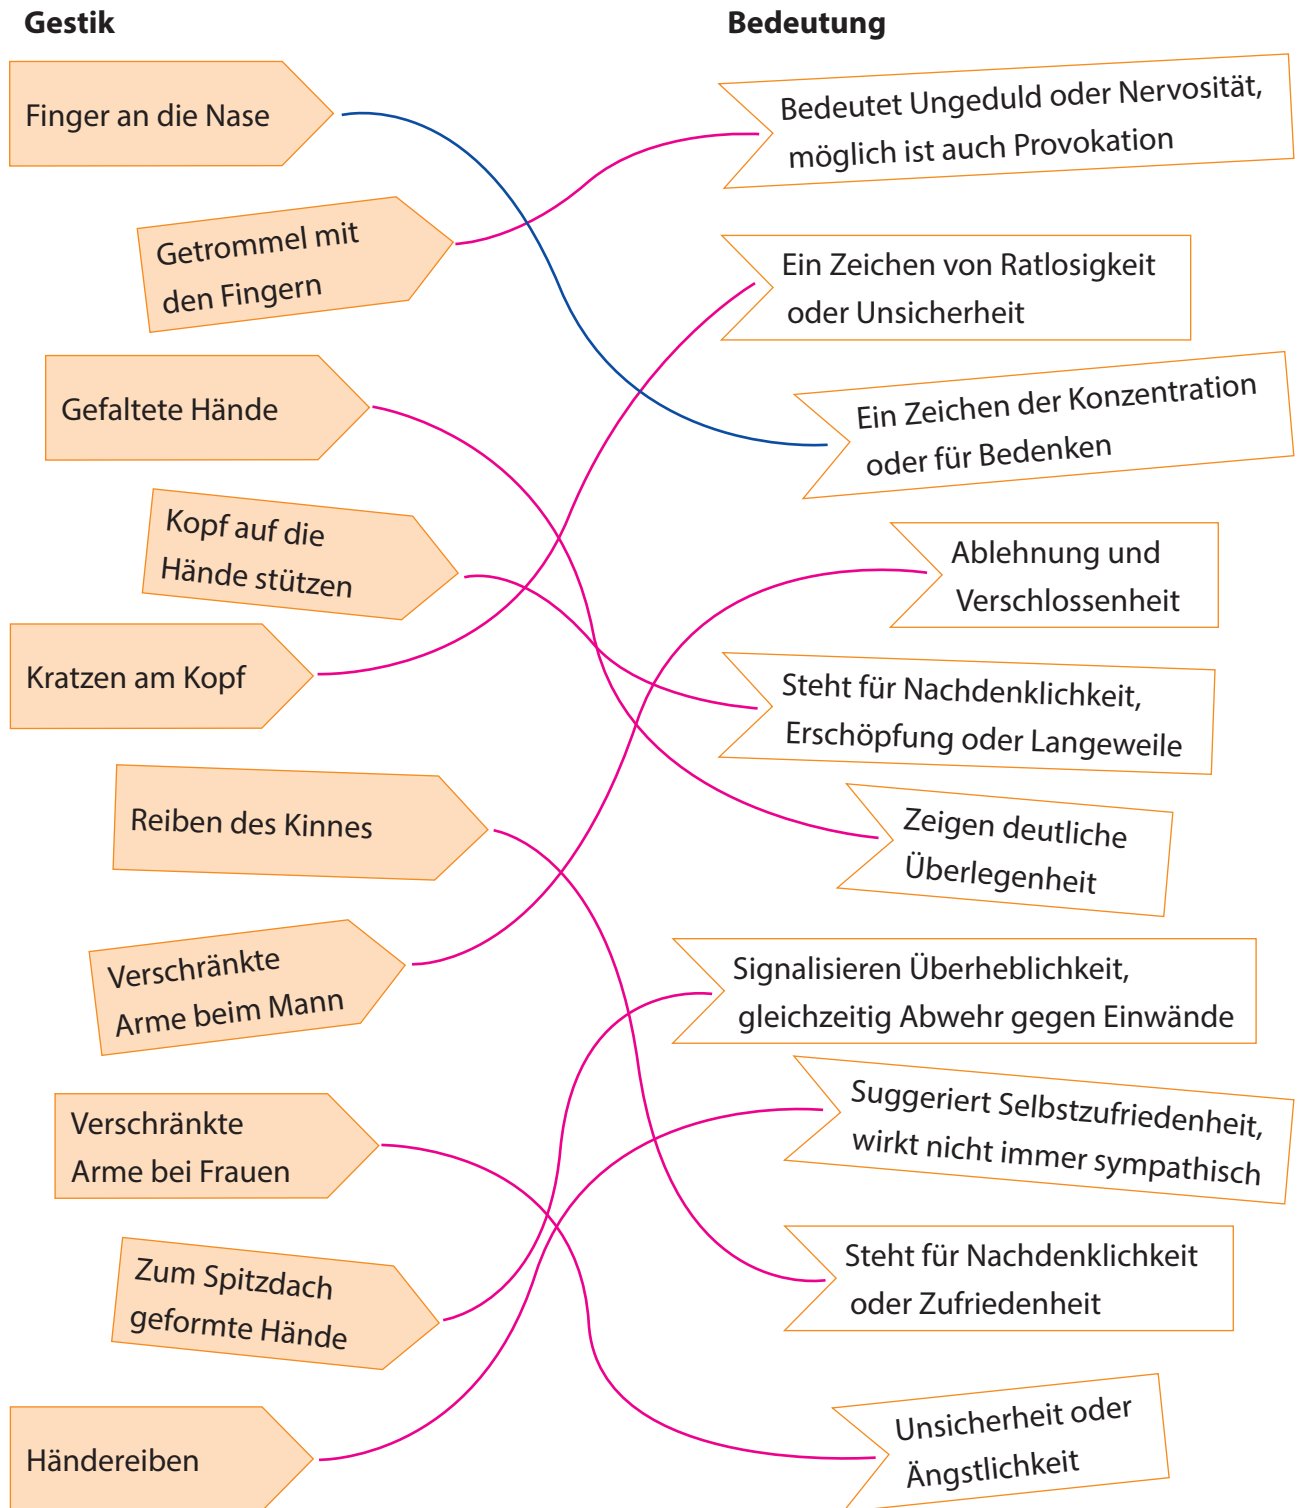 Gestik
Finger an die Nase
Getrommel mit
den Fingern
Gefaltete Hände
Kopf auf die
Hände stützen
Kratzen am Kopf
Reiben des Kinnes
Verschränkte
Arme beim Mann
Verschränkte
Arme bei Frauen
Zum Spitzdach
geformte Hände
Händereiben
Bedeutung
Bedeutet Ungeduld oder Nervosität,
möglich ist auch Provokation
Ein Zeichen von Ratlosigkeit
oder Unsicherheit
Ein Zeichen der Konzentration
oder für Bedenken
Ablehnung und
Verschlossenheit
Steht für Nachdenklichkeit,
Erschöpfung oder Langeweile
Zeigen deutliche
Überlegenheit
Signalisieren Überheblichkeit,
gleichzeitig Abwehr gegen Einwände
Suggeriert Selbstzufriedenheit,
wirkt nicht immer sympathisch
Steht für Nachdenklichkeit
oder Zufriedenheit
Unsicherheit oder
Ängstlichkeit